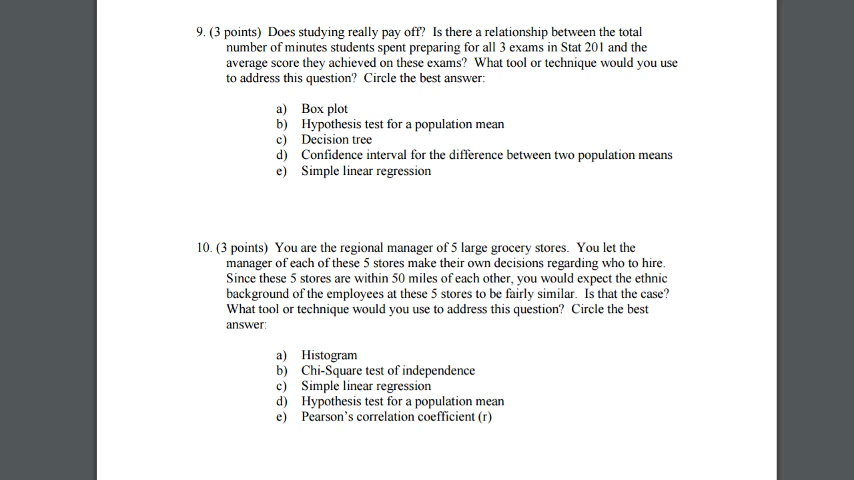 9. (3 points)  Does studying really pay off?  Is there a relationship between the total
number of minutes students spent preparing for all 3 exams in Stat 201 and the
average score they achieved on these exams?  What tool or technique would you use
to address this question?  Circle the best answer:
a) Box plot
b) Hypothesis test for a population mean
c) Decision tree
d) Confidence interval for the difference between two population means
e) Simple linear regression
10. (3 points)  You are the regional manager of 5 large grocery stores.  You let the
manager of each of these 5 stores make their own decisions regarding who to hire.
Since these 5 stores are within 50 miles of each other, you would expect the ethnic
background of the employees at these 5 stores to be fairly similar.  Is that the case?
What tool or technique would you use to address this question?  Circle the best
answer:
a) Histogram
b) Chi-Square test of independence
c) Simple linear regression
d) Hypothesis test for a population mean
e) Pearson's correlation coefficient (r)